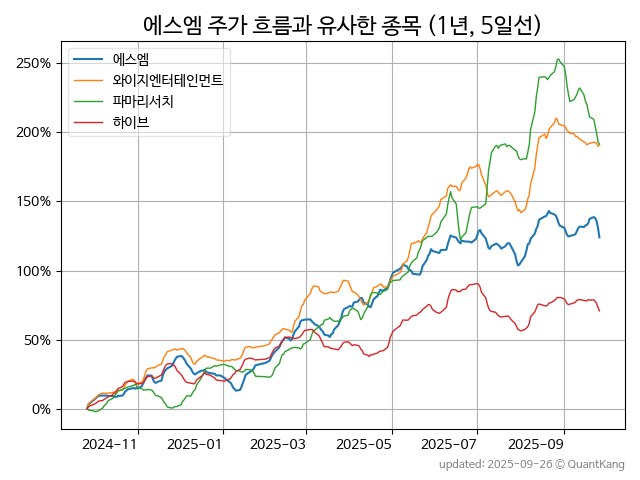 에스엠 주가 흐름과 유사한 종목 (1년, 5일선)
에스엠
와이지엔터테인먼트
파마리서치
하이브
250%
200%
150%
100%
50%
0%
2024-11 2025-01 2025-03 2025-05 2025-07 2025-09
updated: 2025-09-26 © QuantKang